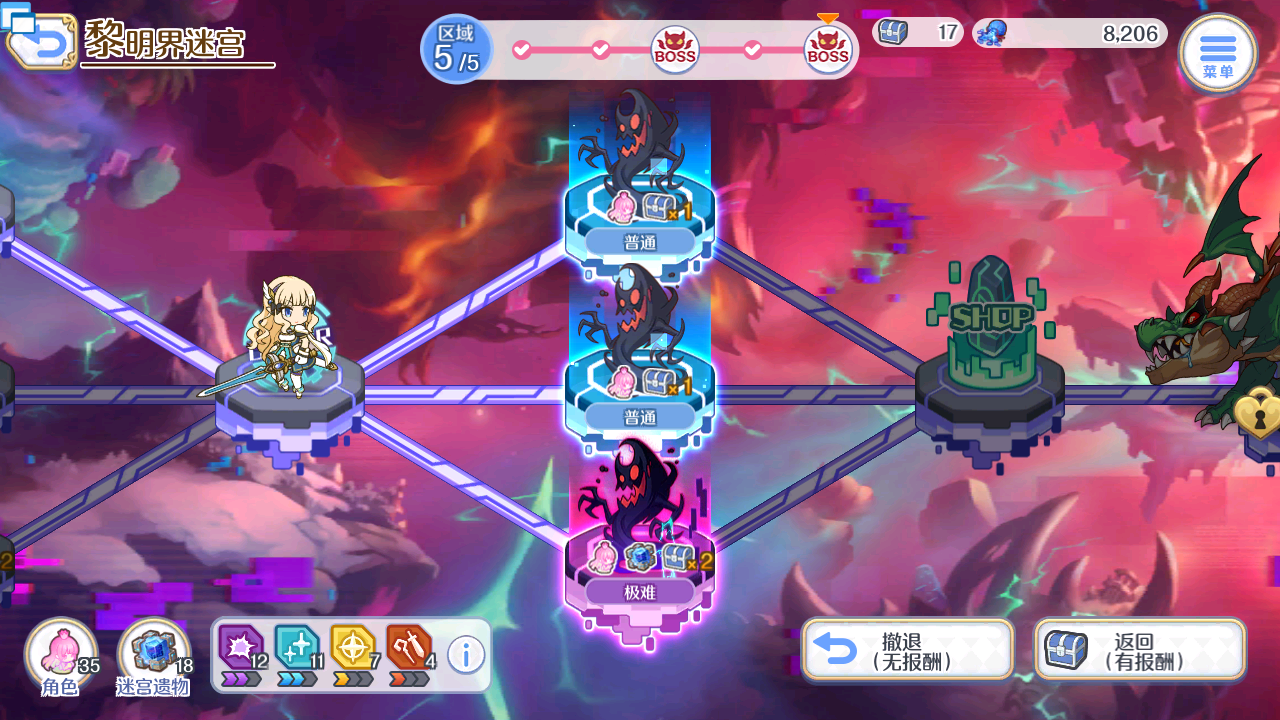 黎明界迷宫
区域
5/5
BOSS
BOSS
17
8,206
菜单
×1
普通
×1
普通
SHOP
×2
极难
2
35
角色
18
迷宫遗物
12
11
7
4
i
撤退
(无报酬)
返回
(有报酬)